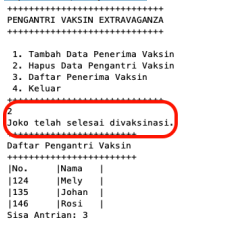 ++++++++++++++++++++++++++++++
PENGANTRI VAKSIN EXTRAVAGANZA
++++++++++++++++++++++++++++++
1. Tambah Data Penerima Vaksin
2. Hapus Data Pengantri Vaksin
3. Daftar Penerima Vaksin
4. Keluar
++++++++++++++++++++++++++++++
2
Joko telah selesai divaksinasi.
+++++++++++++++++++++++++
Daftar Pengantri Vaksin
+++++++++++++++++++++++++
|No. |Nama |
|124 |Mely |
|135 |Johan |
|146 |Rosi |
Sisa Antrian: 3